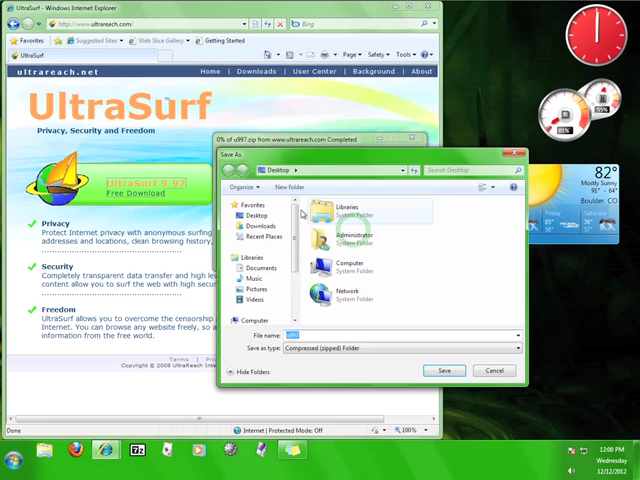 UltraSurf - Windows Internet Explorer
http://www.ultrareach.com/
Bing
Favorites
Suggested Sites
Web Slice Gallery
Getting Started
UltraSurf
Page
Safety
Tools
ultrareach.net
Home | Downloads | User Center | Background | About
UltraSurf
Privacy, Security and Freedom
UltraSurf 9.97
Free Download
Privacy
Protect Internet privacy with anonymous surfing
addresses and locations, clean browsing history,
Security
Completely transparent data transfer and high lev
content allow you to surf the web with high secur
Freedom
UltraSurf allows you to overcome the censorship
Internet. You can browse any website freely, so a
information from the free world.
Terms | Pri
Copyright © 2008 UltraReach Inter
Done
Internet | Protected Mode: Off
100%
0% of u997.zip from www.ultrareach.com Completed
Save As
Desktop
Search Desktop
Organize
New folder
Favorites
Desktop
Downloads
Recent Places
Libraries
Documents
Music
Pictures
Videos
Computer
Libraries
System Folder
Administrator
System Folder
Computer
System Folder
Network
System Folder
File name:
u997
Save as type:
Compressed (zipped) Folder
Hide Folders
Save
Cancel
82°
Mostly Sunny
91° - 64°
Boulder, CO
7z
12:00 PM
Wednesday
12/12/2012